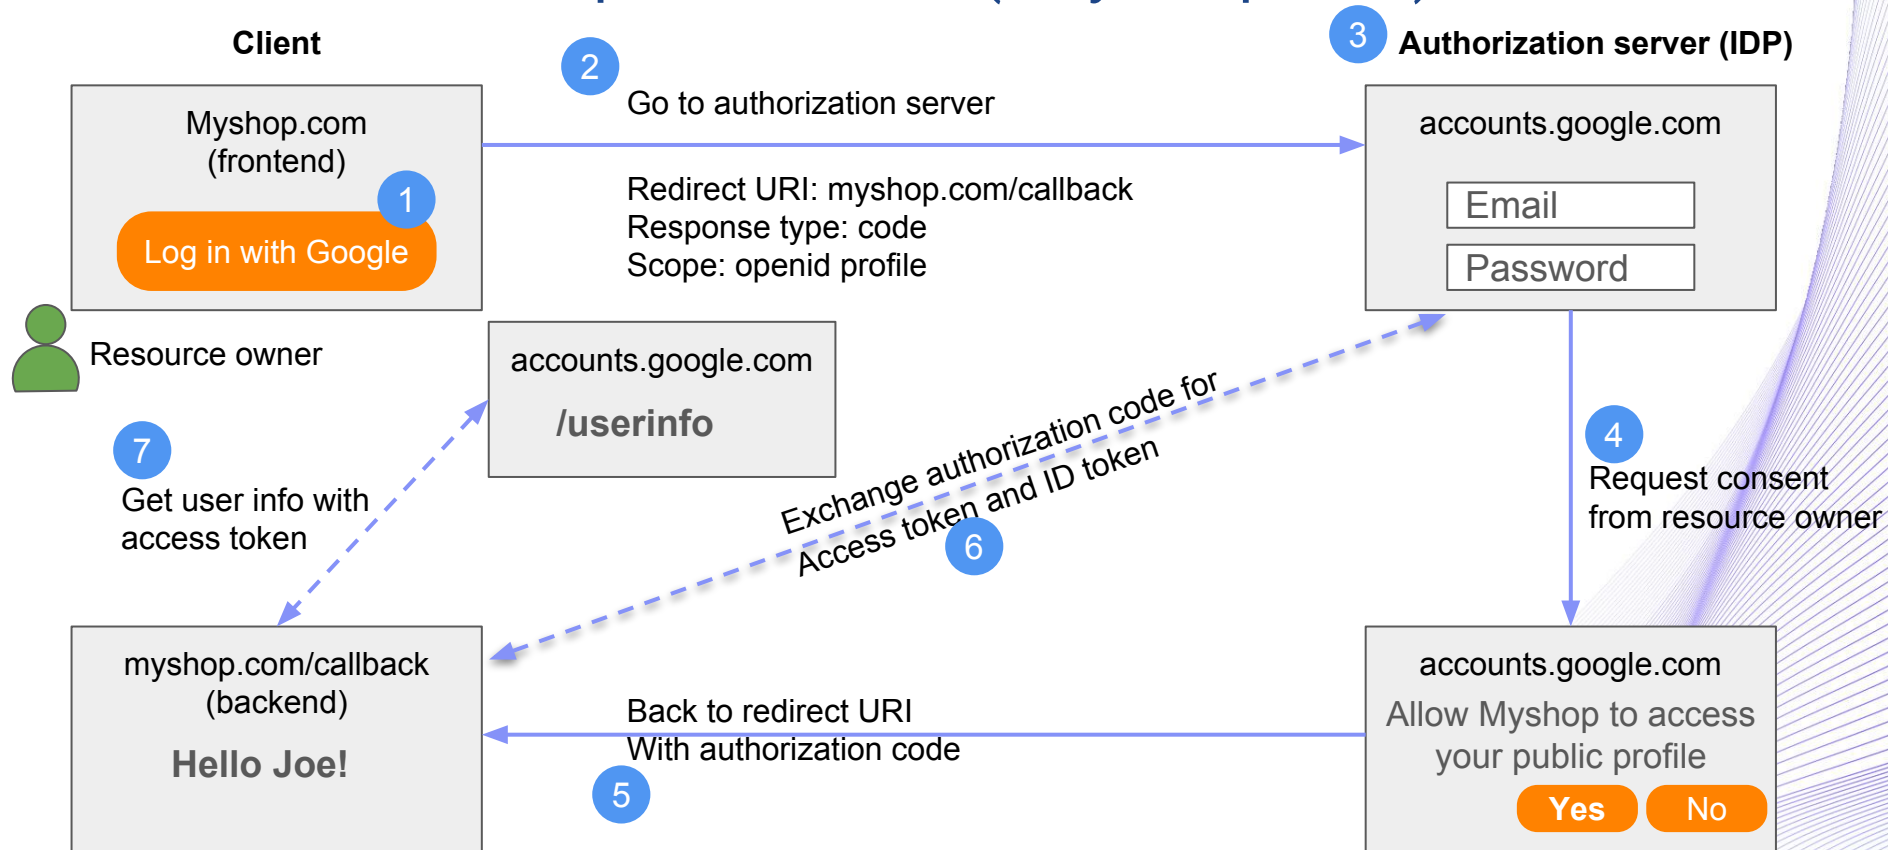 Client
2
3
Authorization server (IDP)
Myshop.com
(frontend)
1
Log in with Google
Go to authorization server
Redirect URI: myshop.com/callback
Response type: code
Scope: openid profile
accounts.google.com
Email
Password
Resource owner
accounts.google.com
/userinfo
7
Get user info with
access token
Exchange authorization code for
Access token and ID token
6
4
Request consent
from resource owner
myshop.com/callback
(backend)
Hello Joe!
Back to redirect URI
With authorization code
5
accounts.google.com
Allow Myshop to access
your public profile
Yes
No